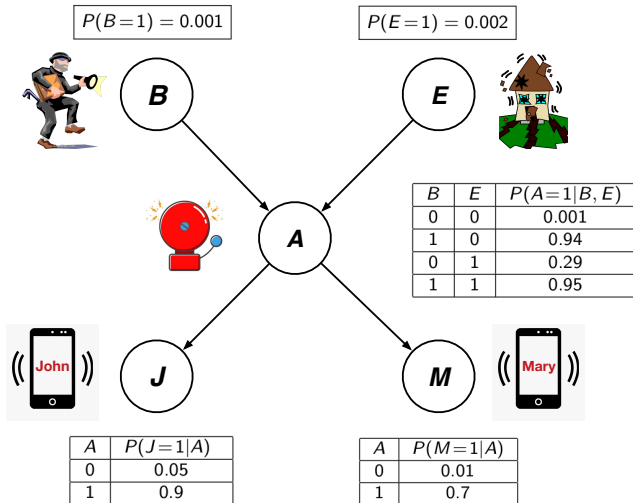 P(B=1) = 0.001
P(E=1) = 0.002
B
E
B E P(A=1|B, E)
0 0 0.001
1 0 0.94
0 1 0.29
1 1 0.95
A
John
J
M
Mary
A P(J=1|A)
0 0.05
1 0.9
A P(M=1|A)
0 0.01
1 0.7